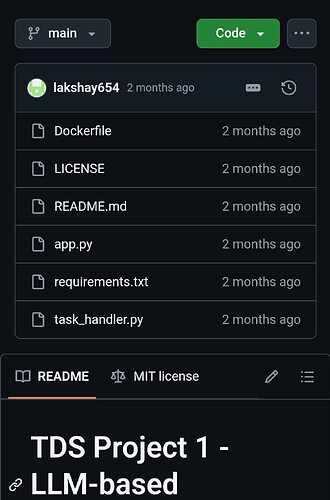 main
Code
lakshay654 2 months ago
Dockerfile 2 months ago
LICENSE 2 months ago
README.md 2 months ago
app.py 2 months ago
requirements.txt 2 months ago
task_handler.py 2 months ago
README MIT license
TDS Project 1 -
LLM-based